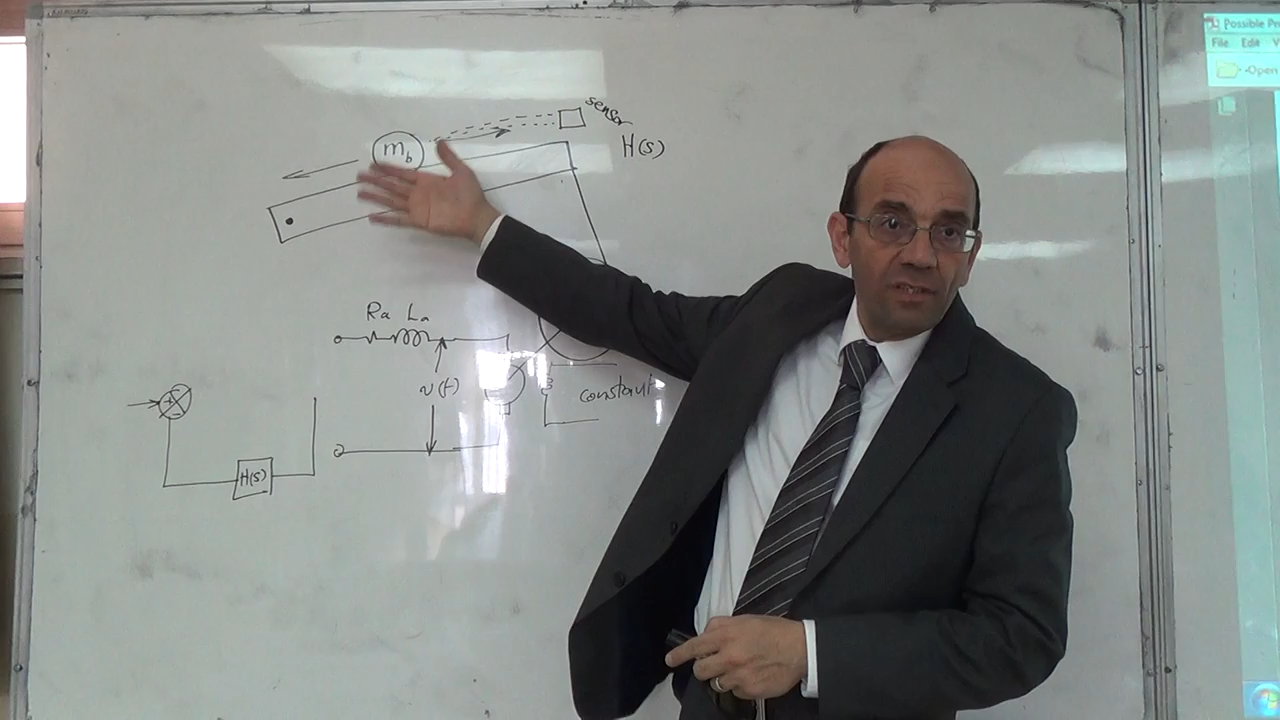 sensor
H(s)
m_b
Ra La
v(t)
constant
+
H(s)
Possible Pr
File Edit V
Open